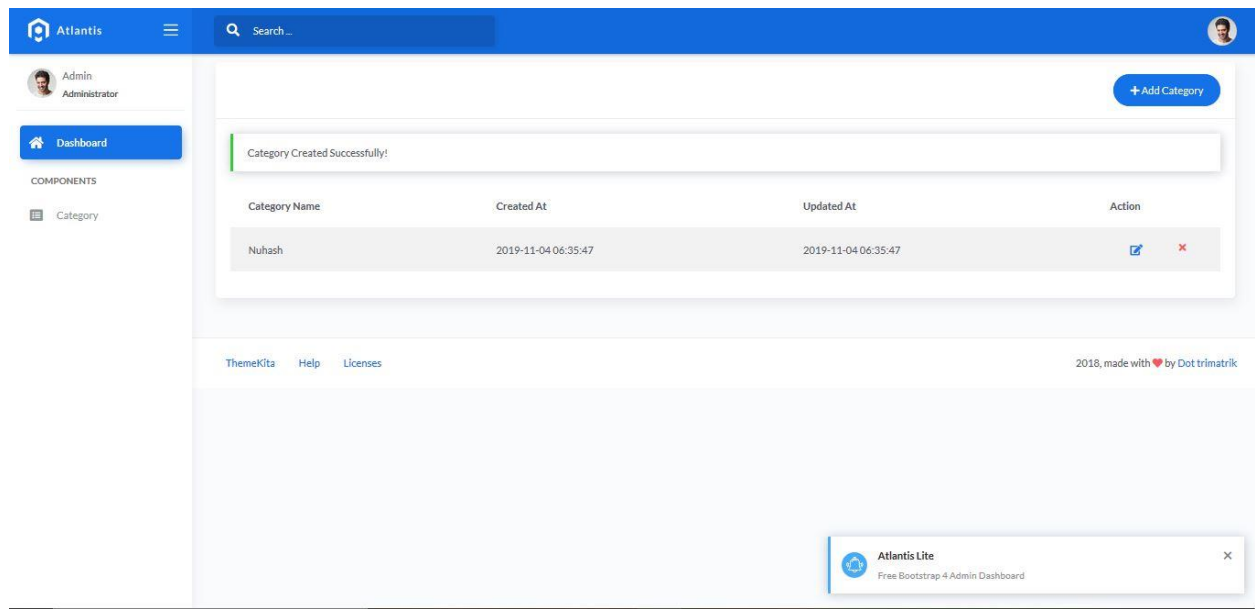 Atlantis
Search ...
Admin
Administrator
+ Add Category
Dashboard
Category Created Successfully!
COMPONENTS
Category
Category Name Created At Updated At Action
Nuhash 2019-11-04 06:35:47 2019-11-04 06:35:47
ThemeKita Help Licenses 2018, made with ❤ by Dot trimatrik
Atlantis Lite
Free Bootstrap 4 Admin Dashboard